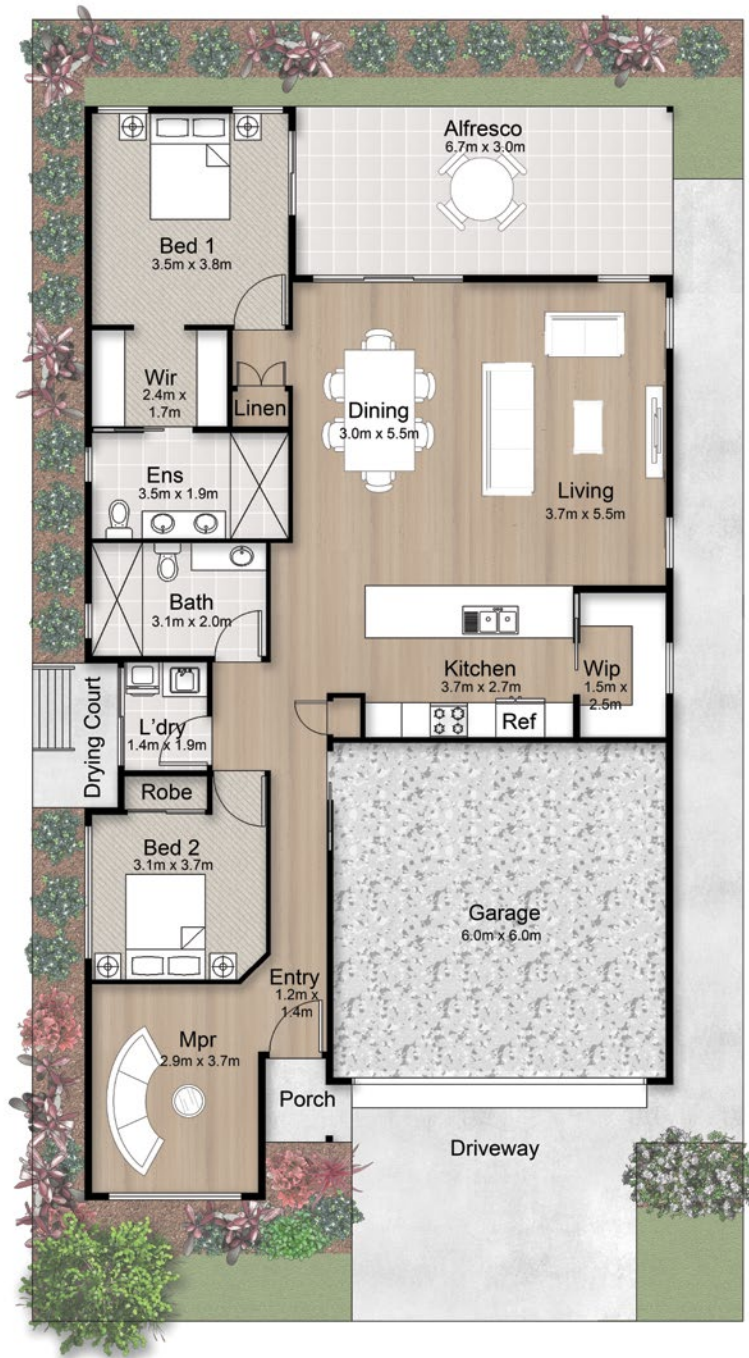 Alfresco
6.7m x 3.0m
Bed 1
3.5m x 3.8m
Wir
2.4m x
1.7m
Linen
Dining
3.0m x 5.5m
Ens
3.5m x 1.9m
Living
3.7m x 5.5m
Bath
3.1m x 2.0m
Kitchen
3.7m x 2.7m
Wip
1.5m x
2.5m
Ref
Drying Court
L'dry
1.4m x 1.9m
Robe
Bed 2
3.1m x 3.7m
Garage
6.0m x 6.0m
Entry
1.2m x
1.4m
Mpr
2.9m x 3.7m
Porch
Driveway